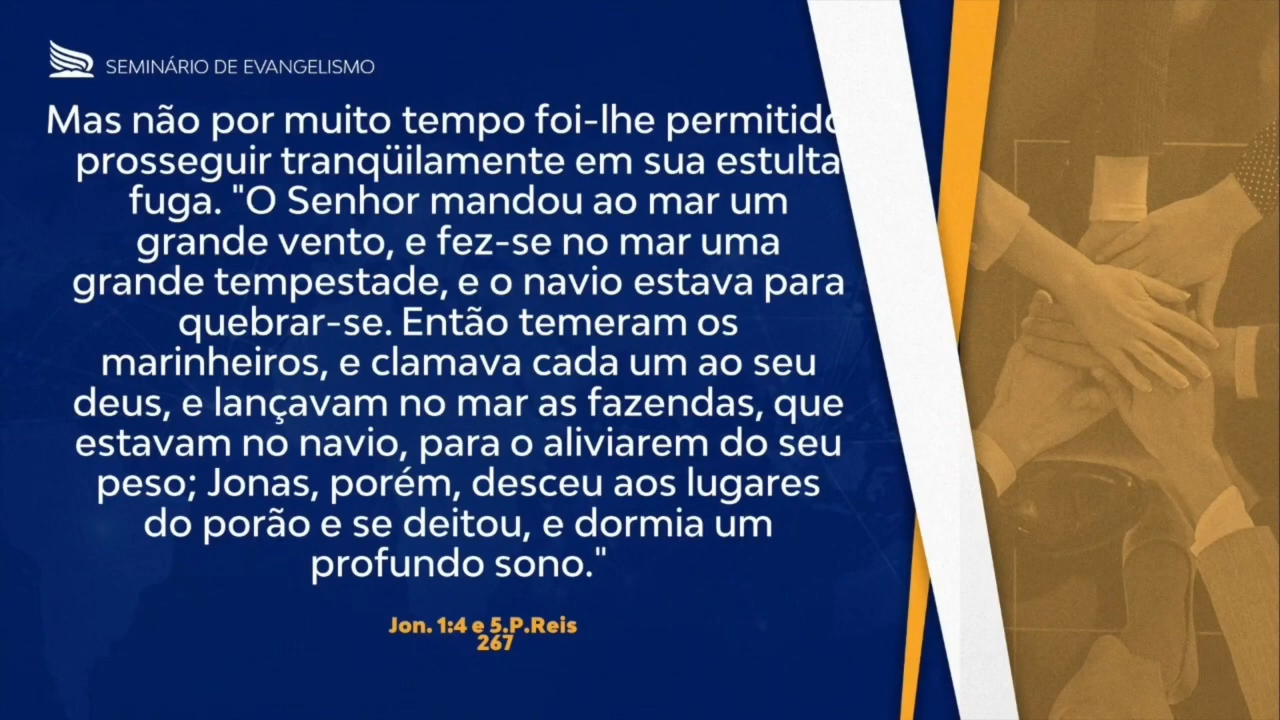 SEMINÁRIO DE EVANGELISMO
Mas não por muito tempo foi-lhe permitido
prosseguir tranqüilamente em sua estulta
fuga. "O Senhor mandou ao mar um
grande vento, e fez-se no mar uma
grande tempestade, e o navio estava para
quebrar-se. Então temeram os
marinheiros, e clamava cada um ao seu
deus, e lançavam no mar as fazendas, que
estavam no navio, para o aliviarem do seu
peso; Jonas, porém, desceu aos lugares
do porão e se deitou, e dormia um
profundo sono."
Jon. 1:4 e 5.P.Reis
267